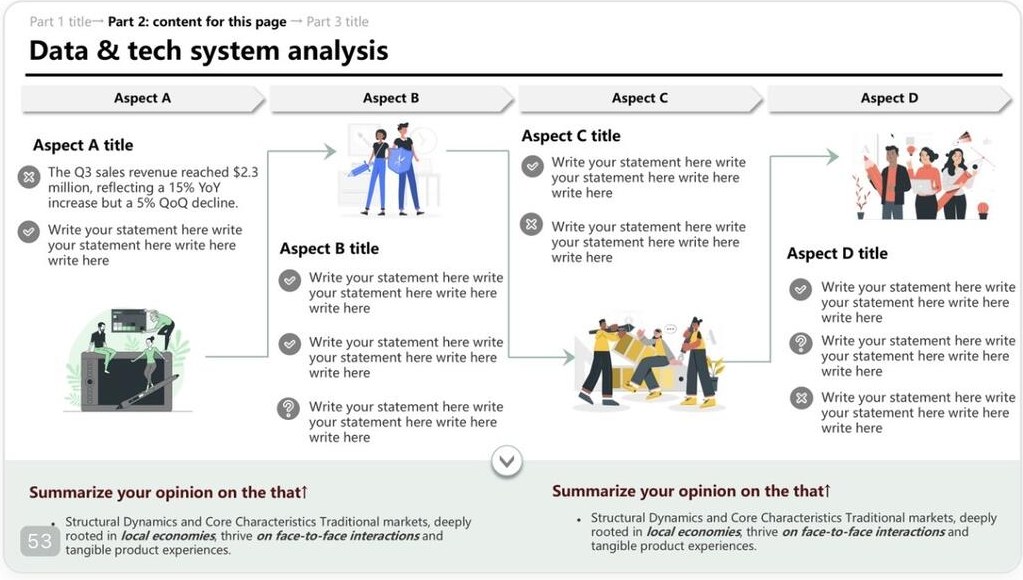 Part 1 title→ Part 2: content for this page → Part 3 title
Data & tech system analysis
Aspect A
Aspect B
Aspect C
Aspect D
Aspect A title
The Q3 sales revenue reached $2.3
million, reflecting a 15% YoY
increase but a 5% QoQ decline.
Write your statement here write
your statement here write here
write here
Aspect B title
Write your statement here write
your statement here write here
write here
Write your statement here write
your statement here write here
write here
Write your statement here write
your statement here write here
write here
Aspect C title
Write your statement here write
your statement here write here
write here
Write your statement here write
your statement here write here
write here
Aspect D title
Write your statement here write
your statement here write here
write here
Write your statement here write
your statement here write here
write here
Write your statement here write
your statement here write here
write here
Summarize your opinion on the that↑
• Structural Dynamics and Core Characteristics Traditional markets, deeply
rooted in local economies, thrive on face-to-face interactions and
tangible product experiences.
Summarize your opinion on the that↑
• Structural Dynamics and Core Characteristics Traditional markets, deeply
rooted in local economies, thrive on face-to-face interactions and
tangible product experiences.
53